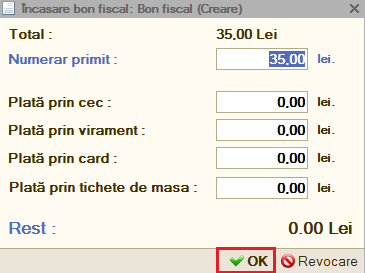 Încasare bon fiscal: Bon fiscal (Creare)
Total : 35,00 Lei
Numerar primit : 35.00 lei.
Plată prin cec : 0.00 lei.
Plată prin virament : 0.00 lei.
Plată prin card : 0.00 lei.
Plată prin tichete de masa : 0.00 lei.
Rest : 0.00 Lei
OK Revocare